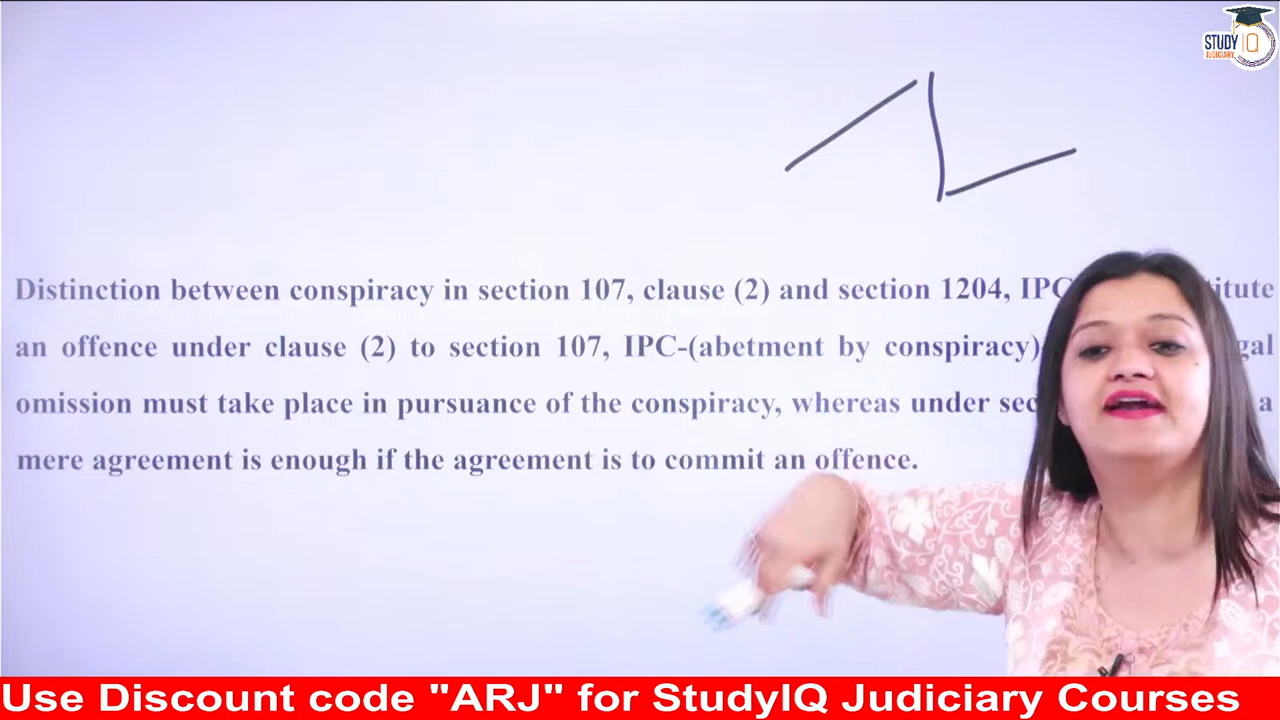 STUDY IQ
JUDICIARY
Distinction between conspiracy in section 107, clause (2) and section 1204, IPC
an offence under clause (2) to section 107, IPC-(abetment by conspiracy)
omission must take place in pursuance of the conspiracy, whereas under a
mere agreement is enough if the agreement is to commit an offence.
Use Discount code "ARJ" for StudyIQ Judiciary Courses